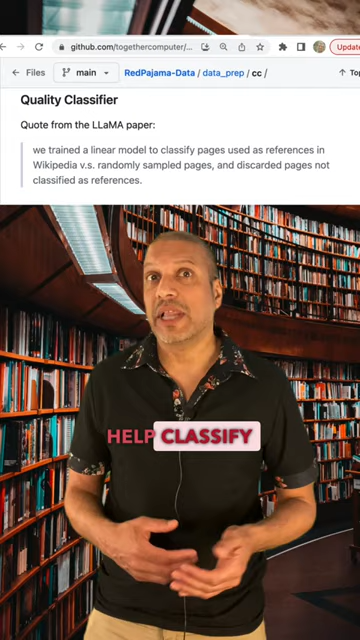 github.com/togethercomputer/...
Update
Files
main
RedPajama-Data / data_prep / cc /
Top
Quality Classifier
Quote from the LLaMA paper:
we trained a linear model to classify pages used as references in
Wikipedia v.s. randomly sampled pages, and discarded pages not
classified as references.
HELP CLASSIFY